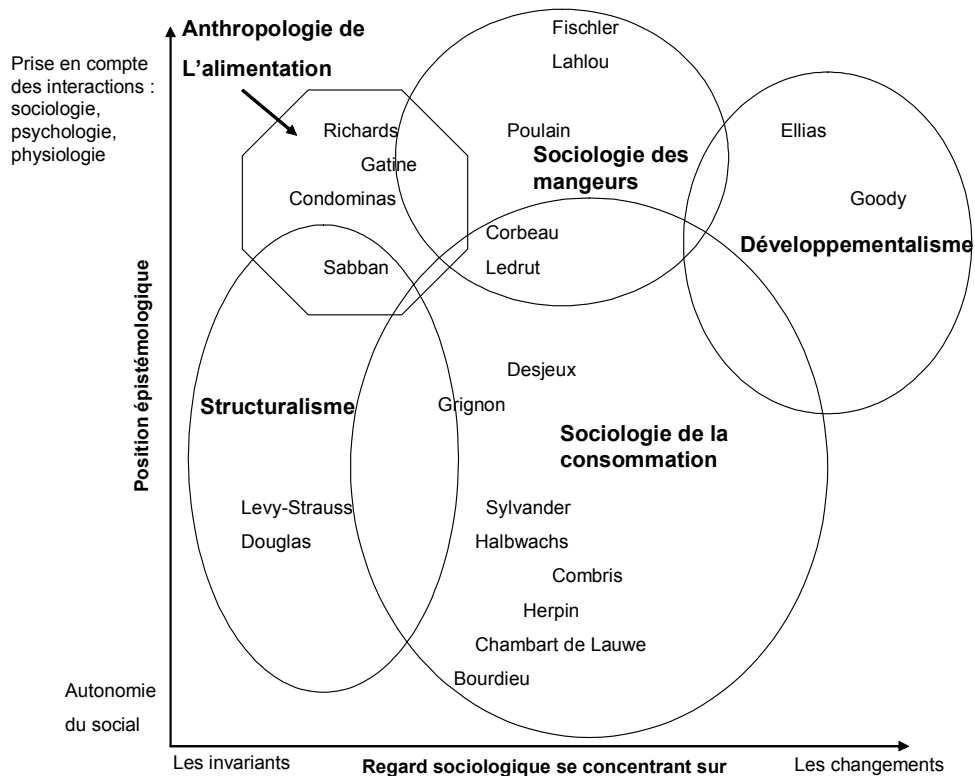 Anthropologie de
L'alimentation
Prise en compte
des interactions :
sociologie,
psychologie,
physiologie
Fischler
Lahlou
Richards
Gatine
Condominas
Sabban
Poulain
Sociologie des
mangeurs
Corbeau
Ledrut
Ellias
Goody
Développementalisme
Position épistémologique
Desjeux
Grignon
Structuralisme
Sociologie de la
consommation
Levy-Strauss
Douglas
Sylvander
Halbwachs
Combris
Herpin
Chambart de Lauwe
Bourdieu
Autonomie
du social
Les invariants
Regard sociologique se concentrant sur
Les changements